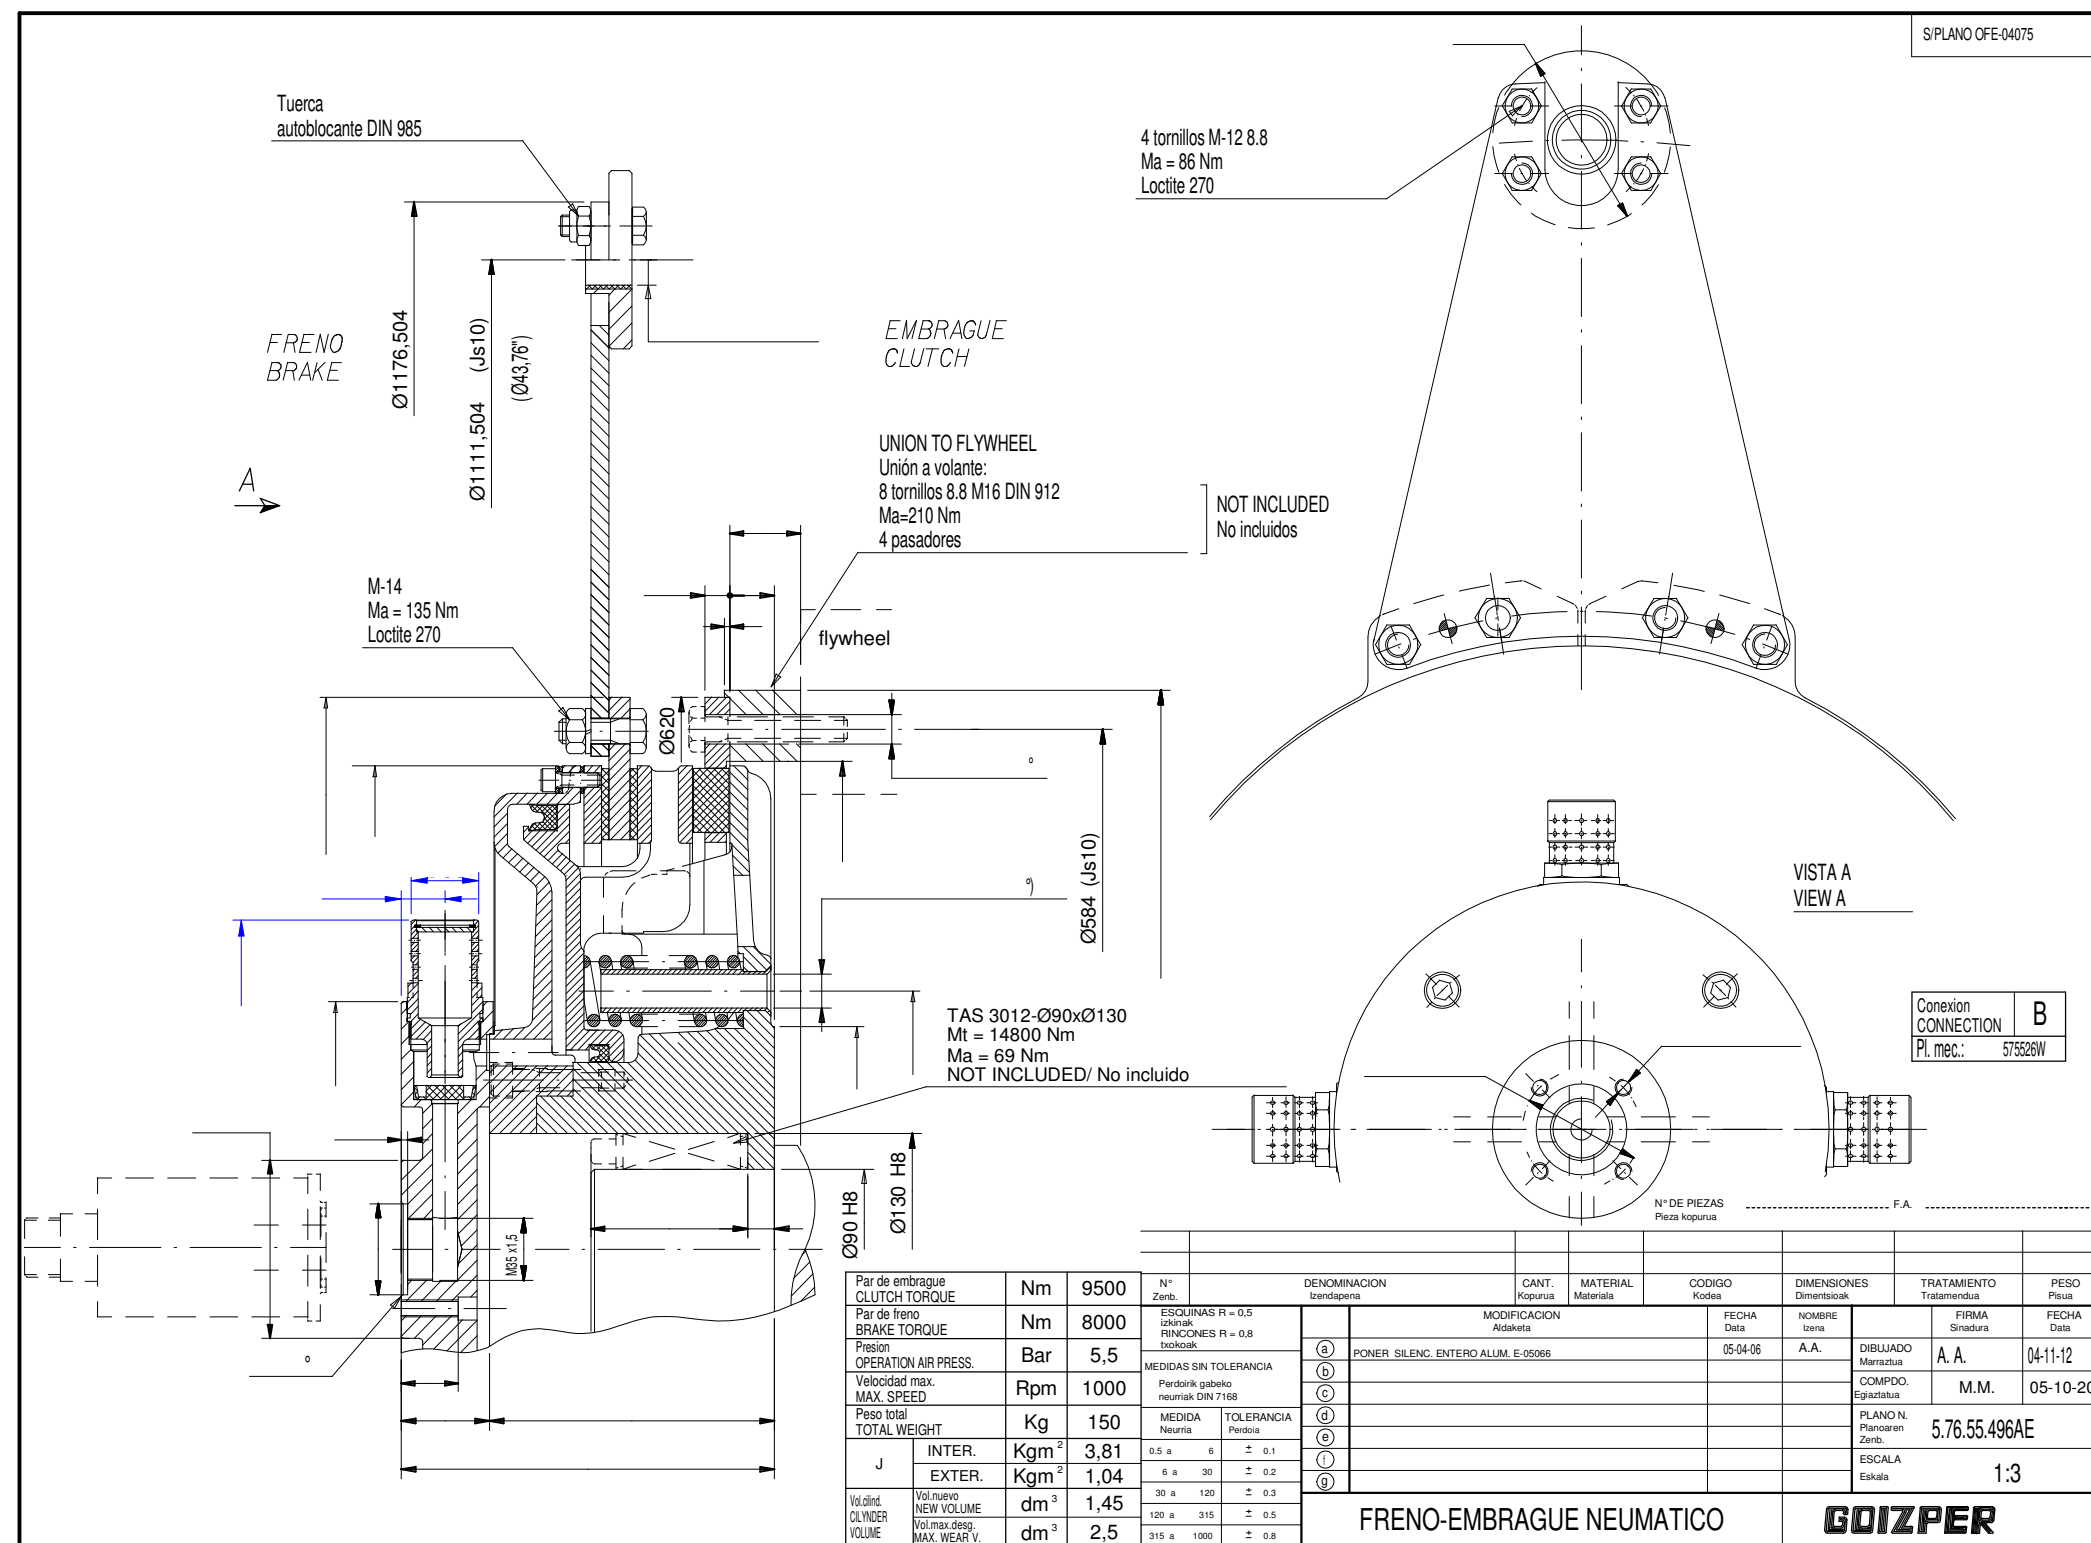 S/PLANO OFE-04075
Tuerca
autoblocante DIN 985
4 tornillos M-12 8.8
Ma = 86 Nm
Loctite 270
FRENO
BRAKE
Ø1176,504
Ø1111,504 (Js10)
(Ø43,76")
EMBRAGUE
CLUTCH
A
UNION TO FLYWHEEL
Unión a volante:
8 tornillos 8.8 M16 DIN 912
Ma=210 Nm
4 pasadores
NOT INCLUDED
No incluidos
M-14
Ma = 135 Nm
Loctite 270
flywheel
Ø620
°
°)
Ø584 (Js10)
VISTA A
VIEW A
Conexion
CONNECTION
B
Pl. mec.: 575526W
TAS 3012-Ø90xØ130
Mt = 14800 Nm
Ma = 69 Nm
NOT INCLUDED/ No incluido
Ø90 H8
Ø130 H8
M35 x1,5
°
N° DE PIEZAS
Pieza kopurua
F.A.
Par de embrague
CLUTCH TORQUE
Nm 9500
Par de freno
BRAKE TORQUE
Nm 8000
Presion
OPERATION AIR PRESS.
Bar 5,5
Velocidad max.
MAX. SPEED
Rpm 1000
Peso total
TOTAL WEIGHT
Kg 150
J
INTER. Kgm² 3,81
EXTER. Kgm² 1,04
Vol.cilind.
CILYNDER
VOLUME
Vol.nuevo
NEW VOLUME
dm³ 1,45
Vol.max.desg.
MAX. WEAR V.
dm³ 2,5
N°
Zenb.
DENOMINACION
Izendapena
CANT.
Kopurua
MATERIAL
Materiala
CODIGO
Kodea
DIMENSIONES
Dimentsioak
TRATAMIENTO
Tratamendua
PESO
Pisua
ESQUINAS R = 0,5
izkinak
RINCONES R = 0,8
txokoak
MEDIDAS SIN TOLERANCIA
Perdoirik gabeko
neurriak DIN 7168
MEDIDA
Neurria
TOLERANCIA
Perdoia
0.5 a 6 ± 0.1
6 a 30 ± 0.2
30 a 120 ± 0.3
120 a 315 ± 0.5
315 a 1000 ± 0.8
MODIFICACION
Aldaketa
FECHA
Data
NOMBRE
Izena
FIRMA
Sinadura
FECHA
Data
a PONER SILENC. ENTERO ALUM. E-05066 05-04-06 A.A.
b
c
d
e
f
g
DIBUJADO
Marraztua
A. A. 04-11-12
COMPDO.
Egiaztatua
M.M. 05-10-20
PLANO N.
Planoaren
Zenb.
5.76.55.496AE
ESCALA
Eskala
1:3
FRENO-EMBRAGUE NEUMATICO
GOIZPER